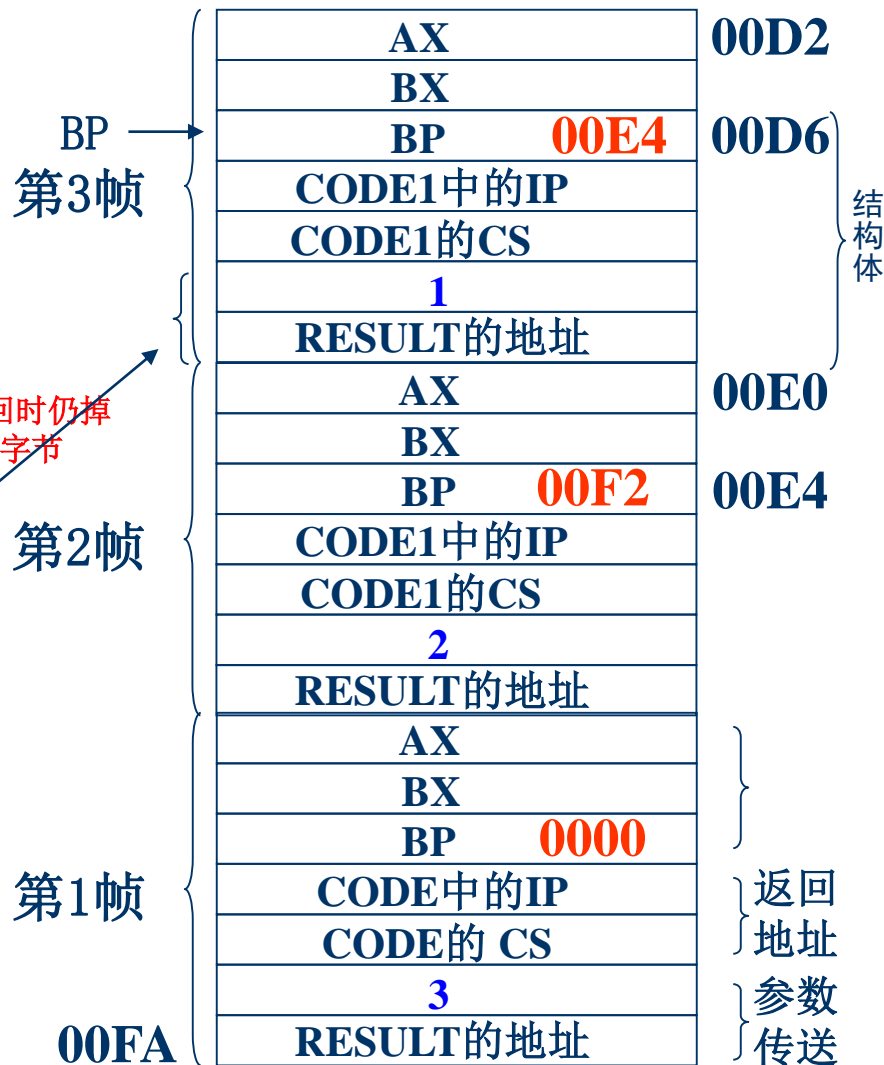 AX 00D2
BX
BP BP 00E4 00D6
第3帧 CODE1中的IP
CODE1的CS
结构体
1
RESULT的地址
AX 00E0
回时仍掉
字节
BX
BP 00F2 00E4
第2帧 CODE1中的IP
CODE1的CS
2
RESULT的地址
AX
BX
BP 0000
第1帧 CODE中的IP 返回
CODE的 CS 地址
3 参数
00FA RESULT的地址 传送